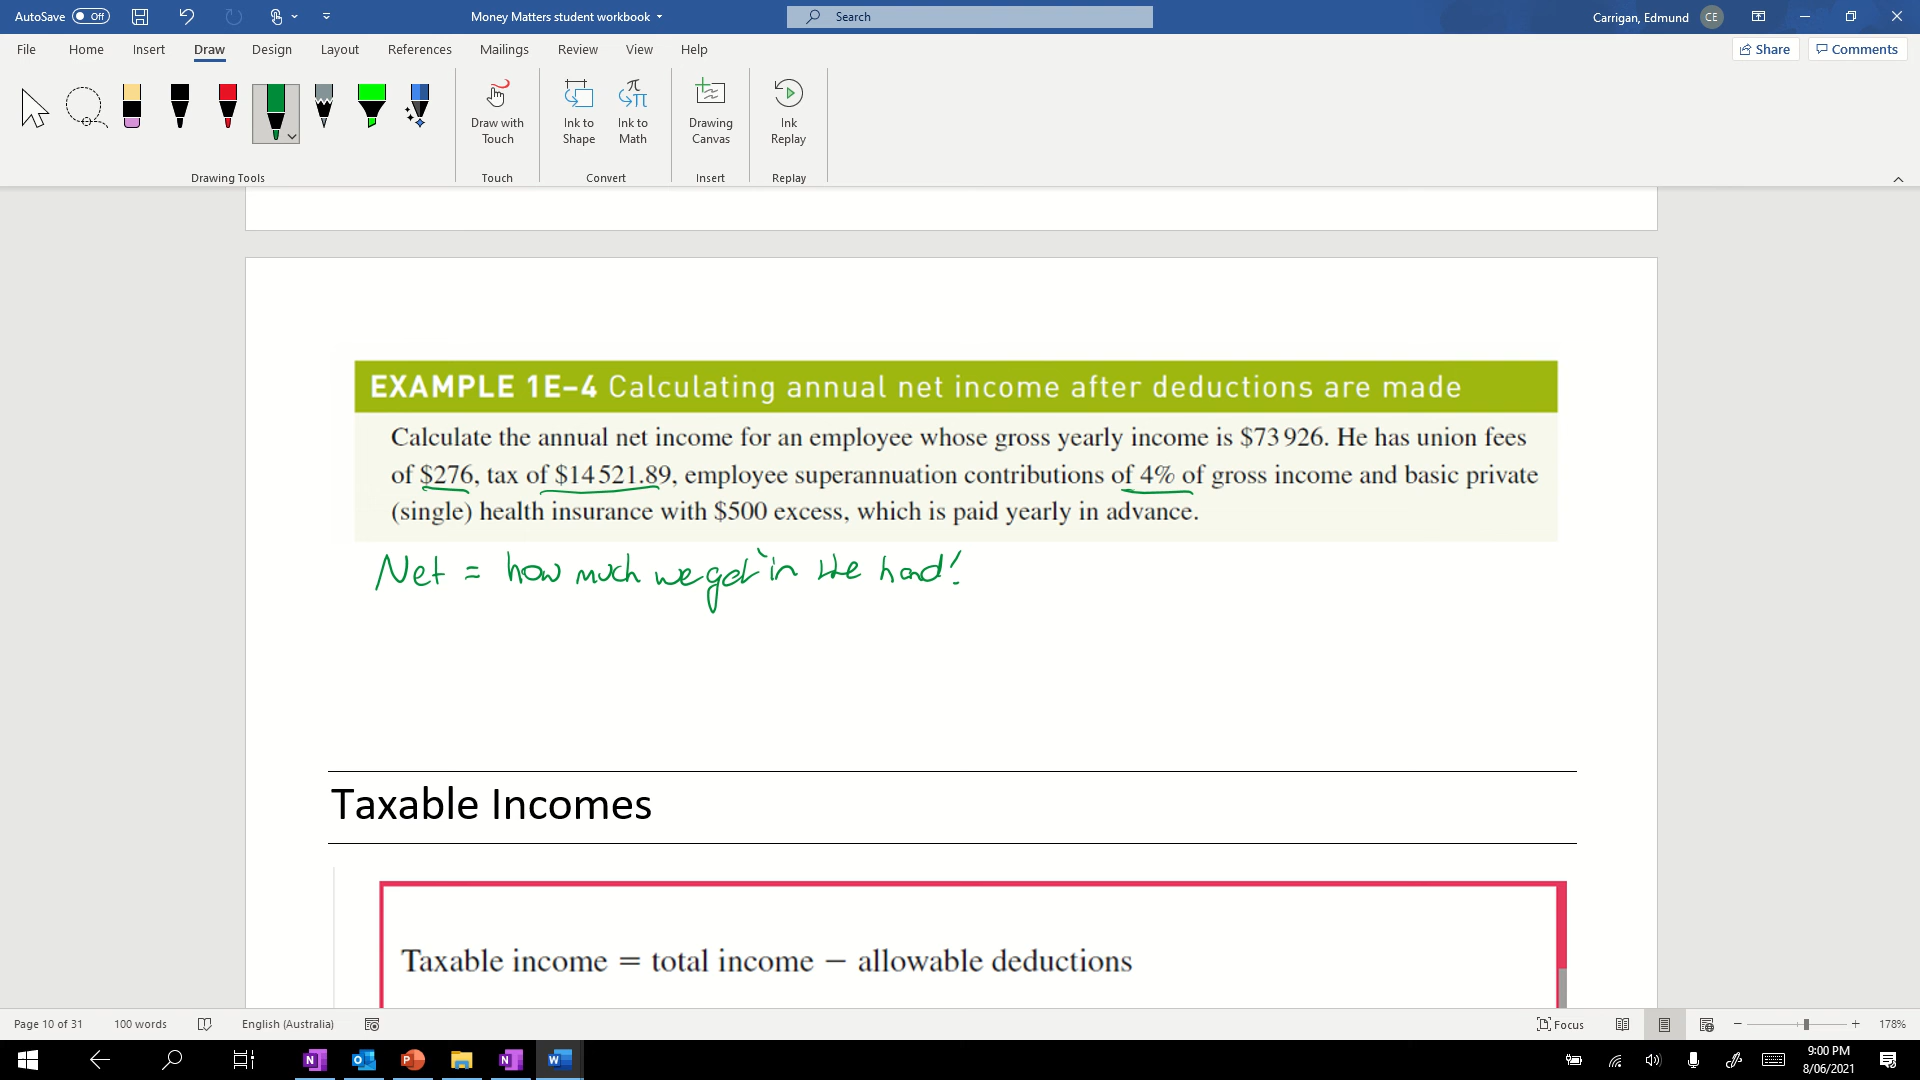 AutoSave Off
Money Matters student workbook
Search
Carrigan, Edmund CE
File Home Insert Draw Design Layout References Mailings Review View Help
Share Comments
Draw with Touch
Ink to Shape
Ink to Math
Drawing Canvas
Ink Replay
Drawing Tools Touch Convert Insert Replay
EXAMPLE 1E–4 Calculating annual net income after deductions are made
Calculate the annual net income for an employee whose gross yearly income is $73 926. He has union fees
of $276, tax of $14 521.89, employee superannuation contributions of 4% of gross income and basic private
(single) health insurance with $500 excess, which is paid yearly in advance.
Net = how much we get in the hand!
Taxable Incomes
Taxable income = total income − allowable deductions
Page 10 of 31 100 words English (Australia) Focus 178%
9:00 PM
8/06/2021